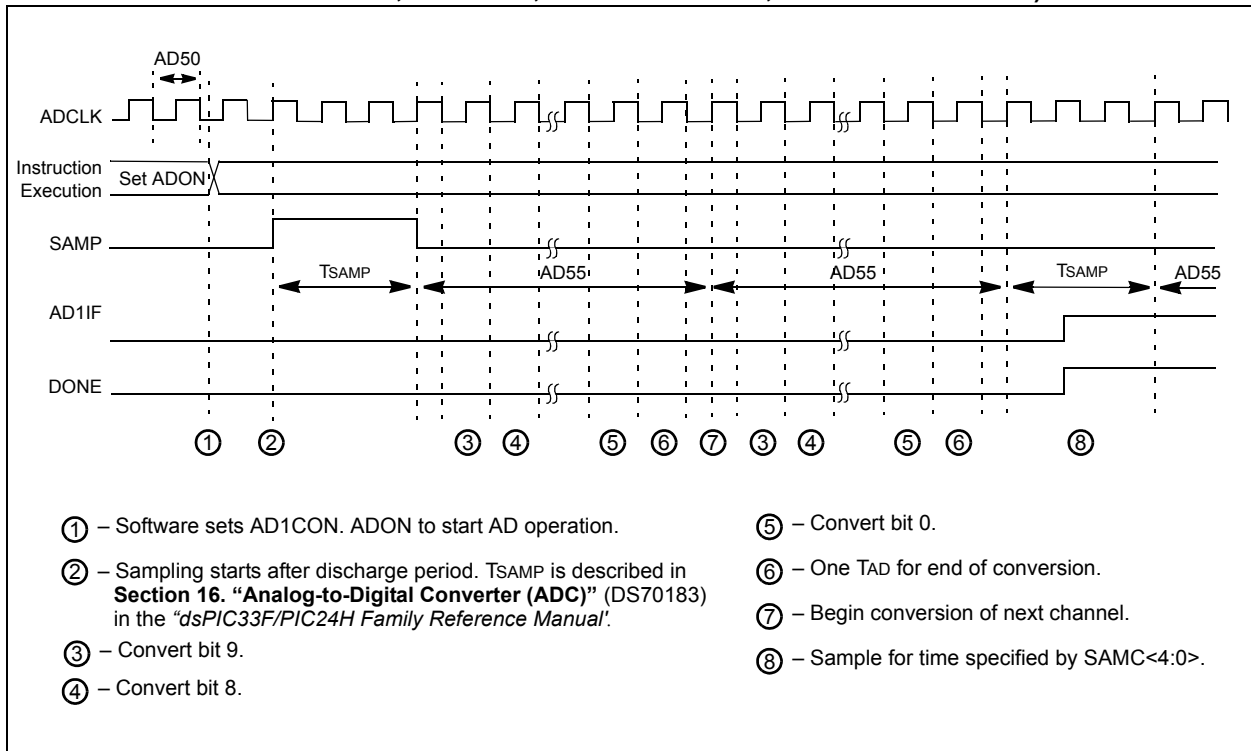 AD50
ADCLK
Instruction
Execution
Set ADON
SAMP
TSAMP
AD55
AD55
TSAMP
AD55
AD1IF
DONE
1 2 3 4 5 6 7 3 4 5 6 8
1 – Software sets AD1CON. ADON to start AD operation.
2 – Sampling starts after discharge period. TSAMP is described in
Section 16. “Analog-to-Digital Converter (ADC)” (DS70183)
in the “dsPIC33F/PIC24H Family Reference Manual'.
3 – Convert bit 9.
4 – Convert bit 8.
5 – Convert bit 0.
6 – One TAD for end of conversion.
7 – Begin conversion of next channel.
8 – Sample for time specified by SAMC<4:0>.